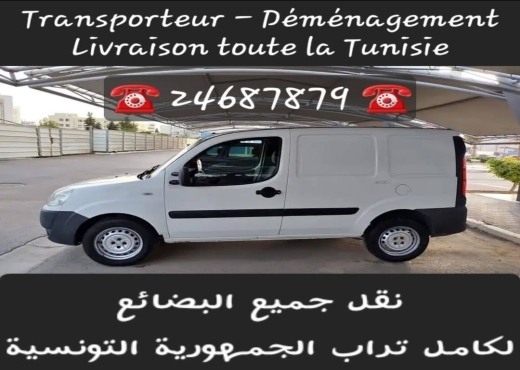 Transporteur – Déménagement
Livraison toute la Tunisie
☎ 24687879 ☎
نقل جميع البضائع
لكامل تراب الجمهورية التونسية